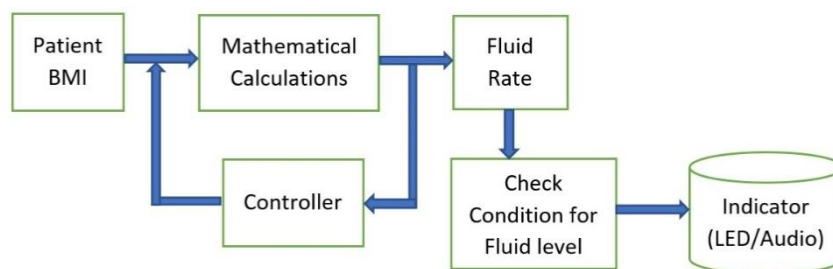 Patient
BMI
Mathematical
Calculations
Fluid
Rate
Controller
Check
Condition for
Fluid level
Indicator
(LED/Audio)